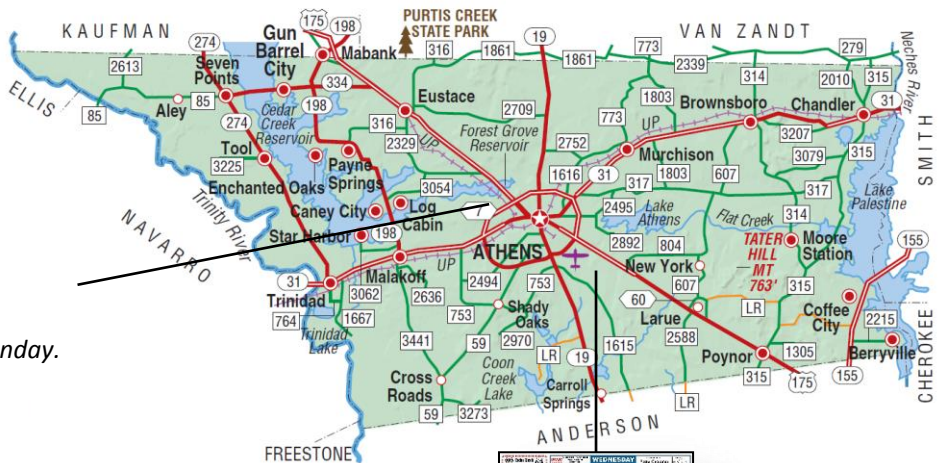 KAUFMAN
175
198
PURTIS CREEK
STATE PARK
19
VAN ZANDT
274
Gun
Barrel
City
Mabank
316
1861
1861
773
2339
279
Neches River
2613
Seven
Points
334
314
2010
315
ELLIS
85
85
Aley
198
Eustace
2709
1803
Brownsboro
Chandler
31
274
Cedar
Creek
Reservoir
316
2329
UP
Forest Grove
Reservoir
773
UP
3207
SMITH
Tool
3225
Payne
Springs
2752
Murchison
3079
315
Enchanted Oaks
3054
1616
31
1803
607
317
317
Trinity River
Caney City
Log
Cabin
7
2495
Lake
Athens
Flat Creek
314
Lake
Palestine
NAVARRO
Star Harbor
198
ATHENS
2892
804
TATER
HILL
MT
763'
Moore
Station
155
Malakoff
UP
New York
31
Trinidad
3062
2636
2494
753
753
607
315
764
1667
Shady
Oaks
60
Larue
LR
Coffee
City
Trinidad
Lake
3441
59
2970
LR
19
1615
2588
2215
nday.
Cross
Roads
Coon
Creek
Lake
Carroll
Springs
Poynor
1305
Berryville
59
3273
LR
315
175
155
CHEROKEE
ANDERSON
FREESTONE
WEDNESDAY